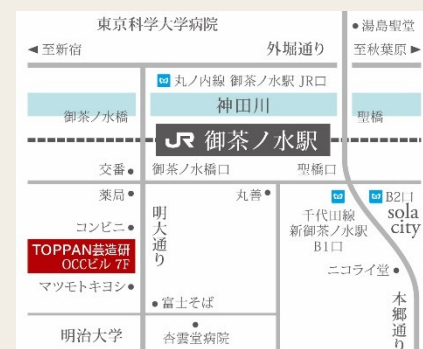 東京科学大学病院
●湯島聖堂
◀至新宿
外堀通り
至秋葉原▶
丸ノ内線 御茶ノ水駅 JR口
神田川
御茶ノ水橋
聖橋
JR 御茶ノ水駅
交番●
御茶ノ水橋口
聖橋口
薬局●
丸善●
B2口
千代田線
新御茶ノ水駅
B1口
sola
city
明大通り
コンビニ●
TOPPAN芸造研
OCCビル 7F
ニコライ堂●
マツモトキヨシ●
●富士そば
本郷通り
明治大学
杏雲堂病院